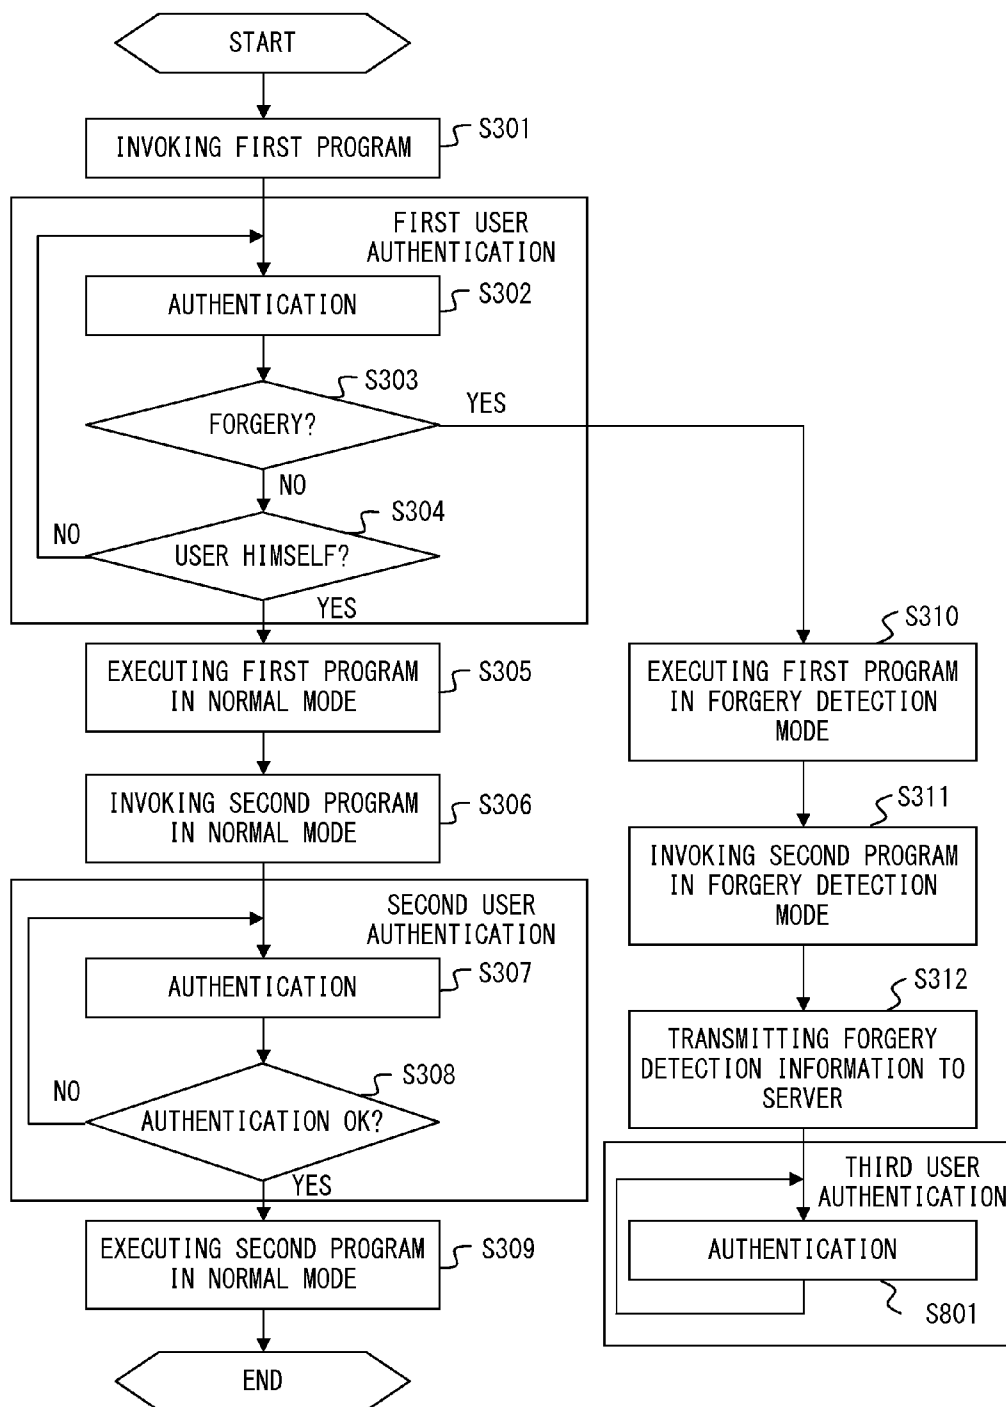 START
INVOKING FIRST PROGRAM
S301
FIRST USER
AUTHENTICATION
AUTHENTICATION
S302
FORGERY?
S303
YES
NO
USER HIMSELF?
S304
NO
YES
EXECUTING FIRST PROGRAM
IN NORMAL MODE
S305
INVOKING SECOND PROGRAM
IN NORMAL MODE
S306
SECOND USER
AUTHENTICATION
AUTHENTICATION
S307
AUTHENTICATION OK?
S308
NO
YES
EXECUTING SECOND PROGRAM
IN NORMAL MODE
S309
END
S310
EXECUTING FIRST PROGRAM
IN FORGERY DETECTION
MODE
S311
INVOKING SECOND PROGRAM
IN FORGERY DETECTION
MODE
S312
TRANSMITTING FORGERY
DETECTION INFORMATION TO
SERVER
THIRD USER
AUTHENTICATION
AUTHENTICATION
S801